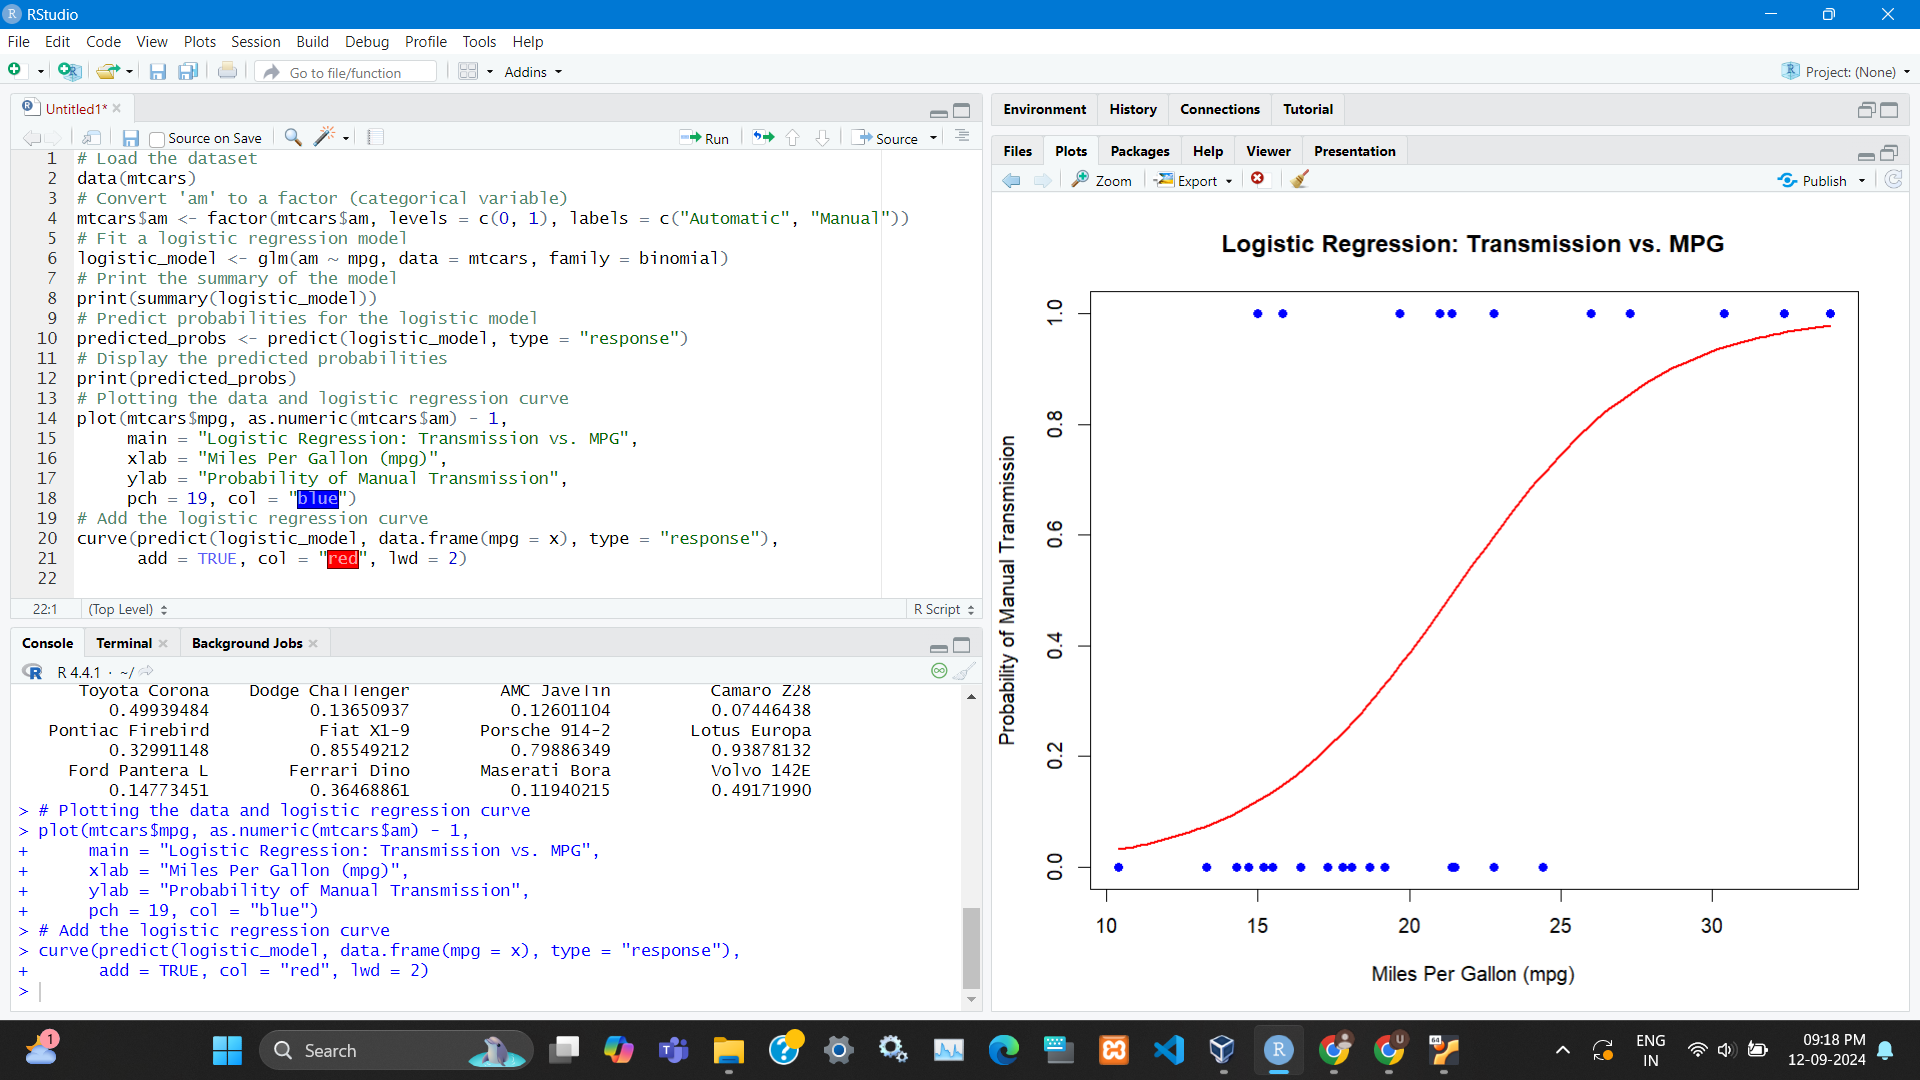 RStudio
File Edit Code View Plots Session Build Debug Profile Tools Help
Go to file/function Addins Project: (None)
Untitled1*
Source on Save Run Source
1 # Load the dataset
2 data(mtcars)
3 # Convert 'am' to a factor (categorical variable)
4 mtcars$am <- factor(mtcars$am, levels = c(0, 1), labels = c("Automatic", "Manual"))
5 # Fit a logistic regression model
6 logistic_model <- glm(am ~ mpg, data = mtcars, family = binomial)
7 # Print the summary of the model
8 print(summary(logistic_model))
9 # Predict probabilities for the logistic model
10 predicted_probs <- predict(logistic_model, type = "response")
11 # Display the predicted probabilities
12 print(predicted_probs)
13 # Plotting the data and logistic regression curve
14 plot(mtcars$mpg, as.numeric(mtcars$am) - 1,
15 main = "Logistic Regression: Transmission vs. MPG",
16 xlab = "Miles Per Gallon (mpg)",
17 ylab = "Probability of Manual Transmission",
18 pch = 19, col = "blue")
19 # Add the logistic regression curve
20 curve(predict(logistic_model, data.frame(mpg = x), type = "response"),
21 add = TRUE, col = "red", lwd = 2)
22
22:1 (Top Level) R Script
Console Terminal Background Jobs
R 4.4.1 · ~/
Toyota Corona Dodge Challenger AMC Javelin Camaro Z28
0.49939484 0.13650937 0.12601104 0.07446438
Pontiac Firebird Fiat X1-9 Porsche 914-2 Lotus Europa
0.32991148 0.85549212 0.79886349 0.93878132
Ford Pantera L Ferrari Dino Maserati Bora Volvo 142E
0.14773451 0.36468861 0.11940215 0.49171990
> # Plotting the data and logistic regression curve
> plot(mtcars$mpg, as.numeric(mtcars$am) - 1,
+ main = "Logistic Regression: Transmission vs. MPG",
+ xlab = "Miles Per Gallon (mpg)",
+ ylab = "Probability of Manual Transmission",
+ pch = 19, col = "blue")
> # Add the logistic regression curve
> curve(predict(logistic_model, data.frame(mpg = x), type = "response"),
+ add = TRUE, col = "red", lwd = 2)
>
Environment History Connections Tutorial
Files Plots Packages Help Viewer Presentation
Zoom Export Publish
Logistic Regression: Transmission vs. MPG
Probability of Manual Transmission
1.0
0.8
0.6
0.4
0.2
0.0
10 15 20 25 30
Miles Per Gallon (mpg)
1
Search
U
64
ENG
IN
09:18 PM
12-09-2024